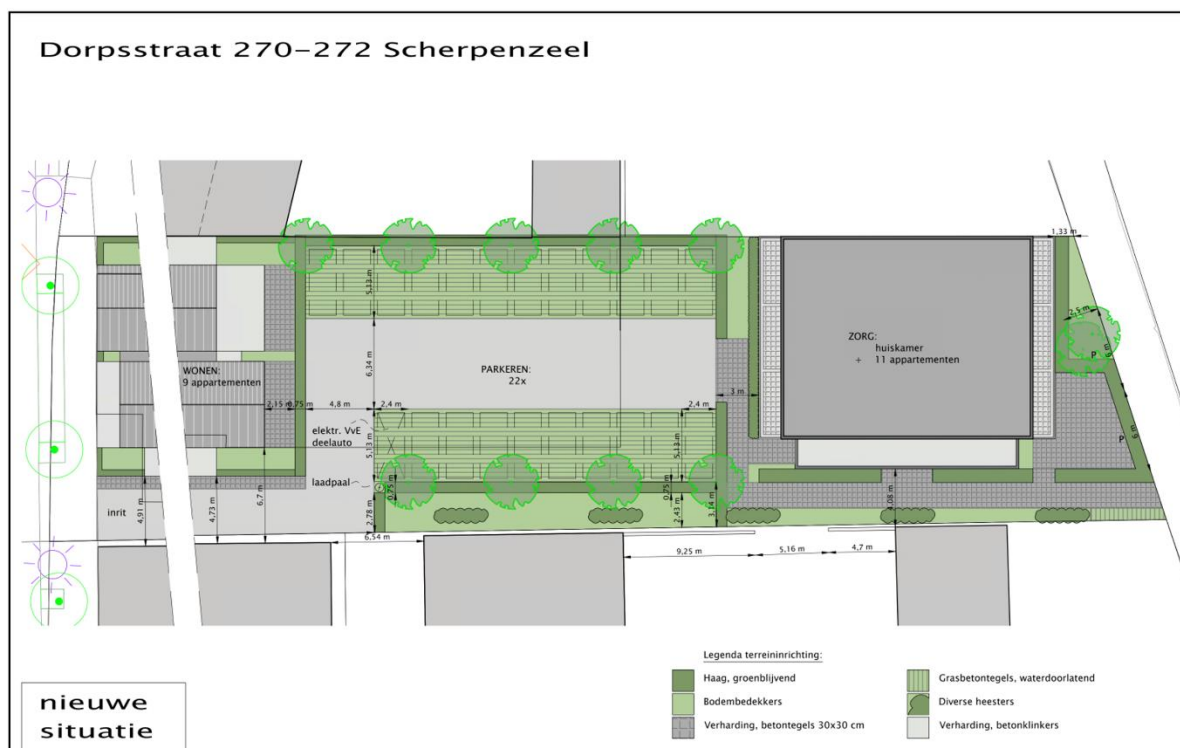 Dorpsstraat 270-272 Scherpenzeel
1,33 m
5,13 m
2,5 m
P
6 m
WONEN:
9 appartementen
6,34 m
PARKEREN:
22x
ZORG:
huiskamer
+ 11 appartementen
3 m
2,15 m
0,75 m
4,8 m
2,4 m
2,4 m
elektr. VvE
deelauto
5,13 m
5,13 m
6 m
P
laadpaal
0,75 m
0,75 m
inrit
4,91 m
4,73 m
6,7 m
2,78 m
2,43 m
3,14 m
4,08 m
6,54 m
9,25 m
5,16 m
4,7 m
Legenda terreininrichting:
Haag, groenblijvend
Grasbetontegels, waterdoorlatend
Bodembedekkers
Diverse heesters
Verharding, betontegels 30x30 cm
Verharding, betonklinkers
nieuwe
situatie